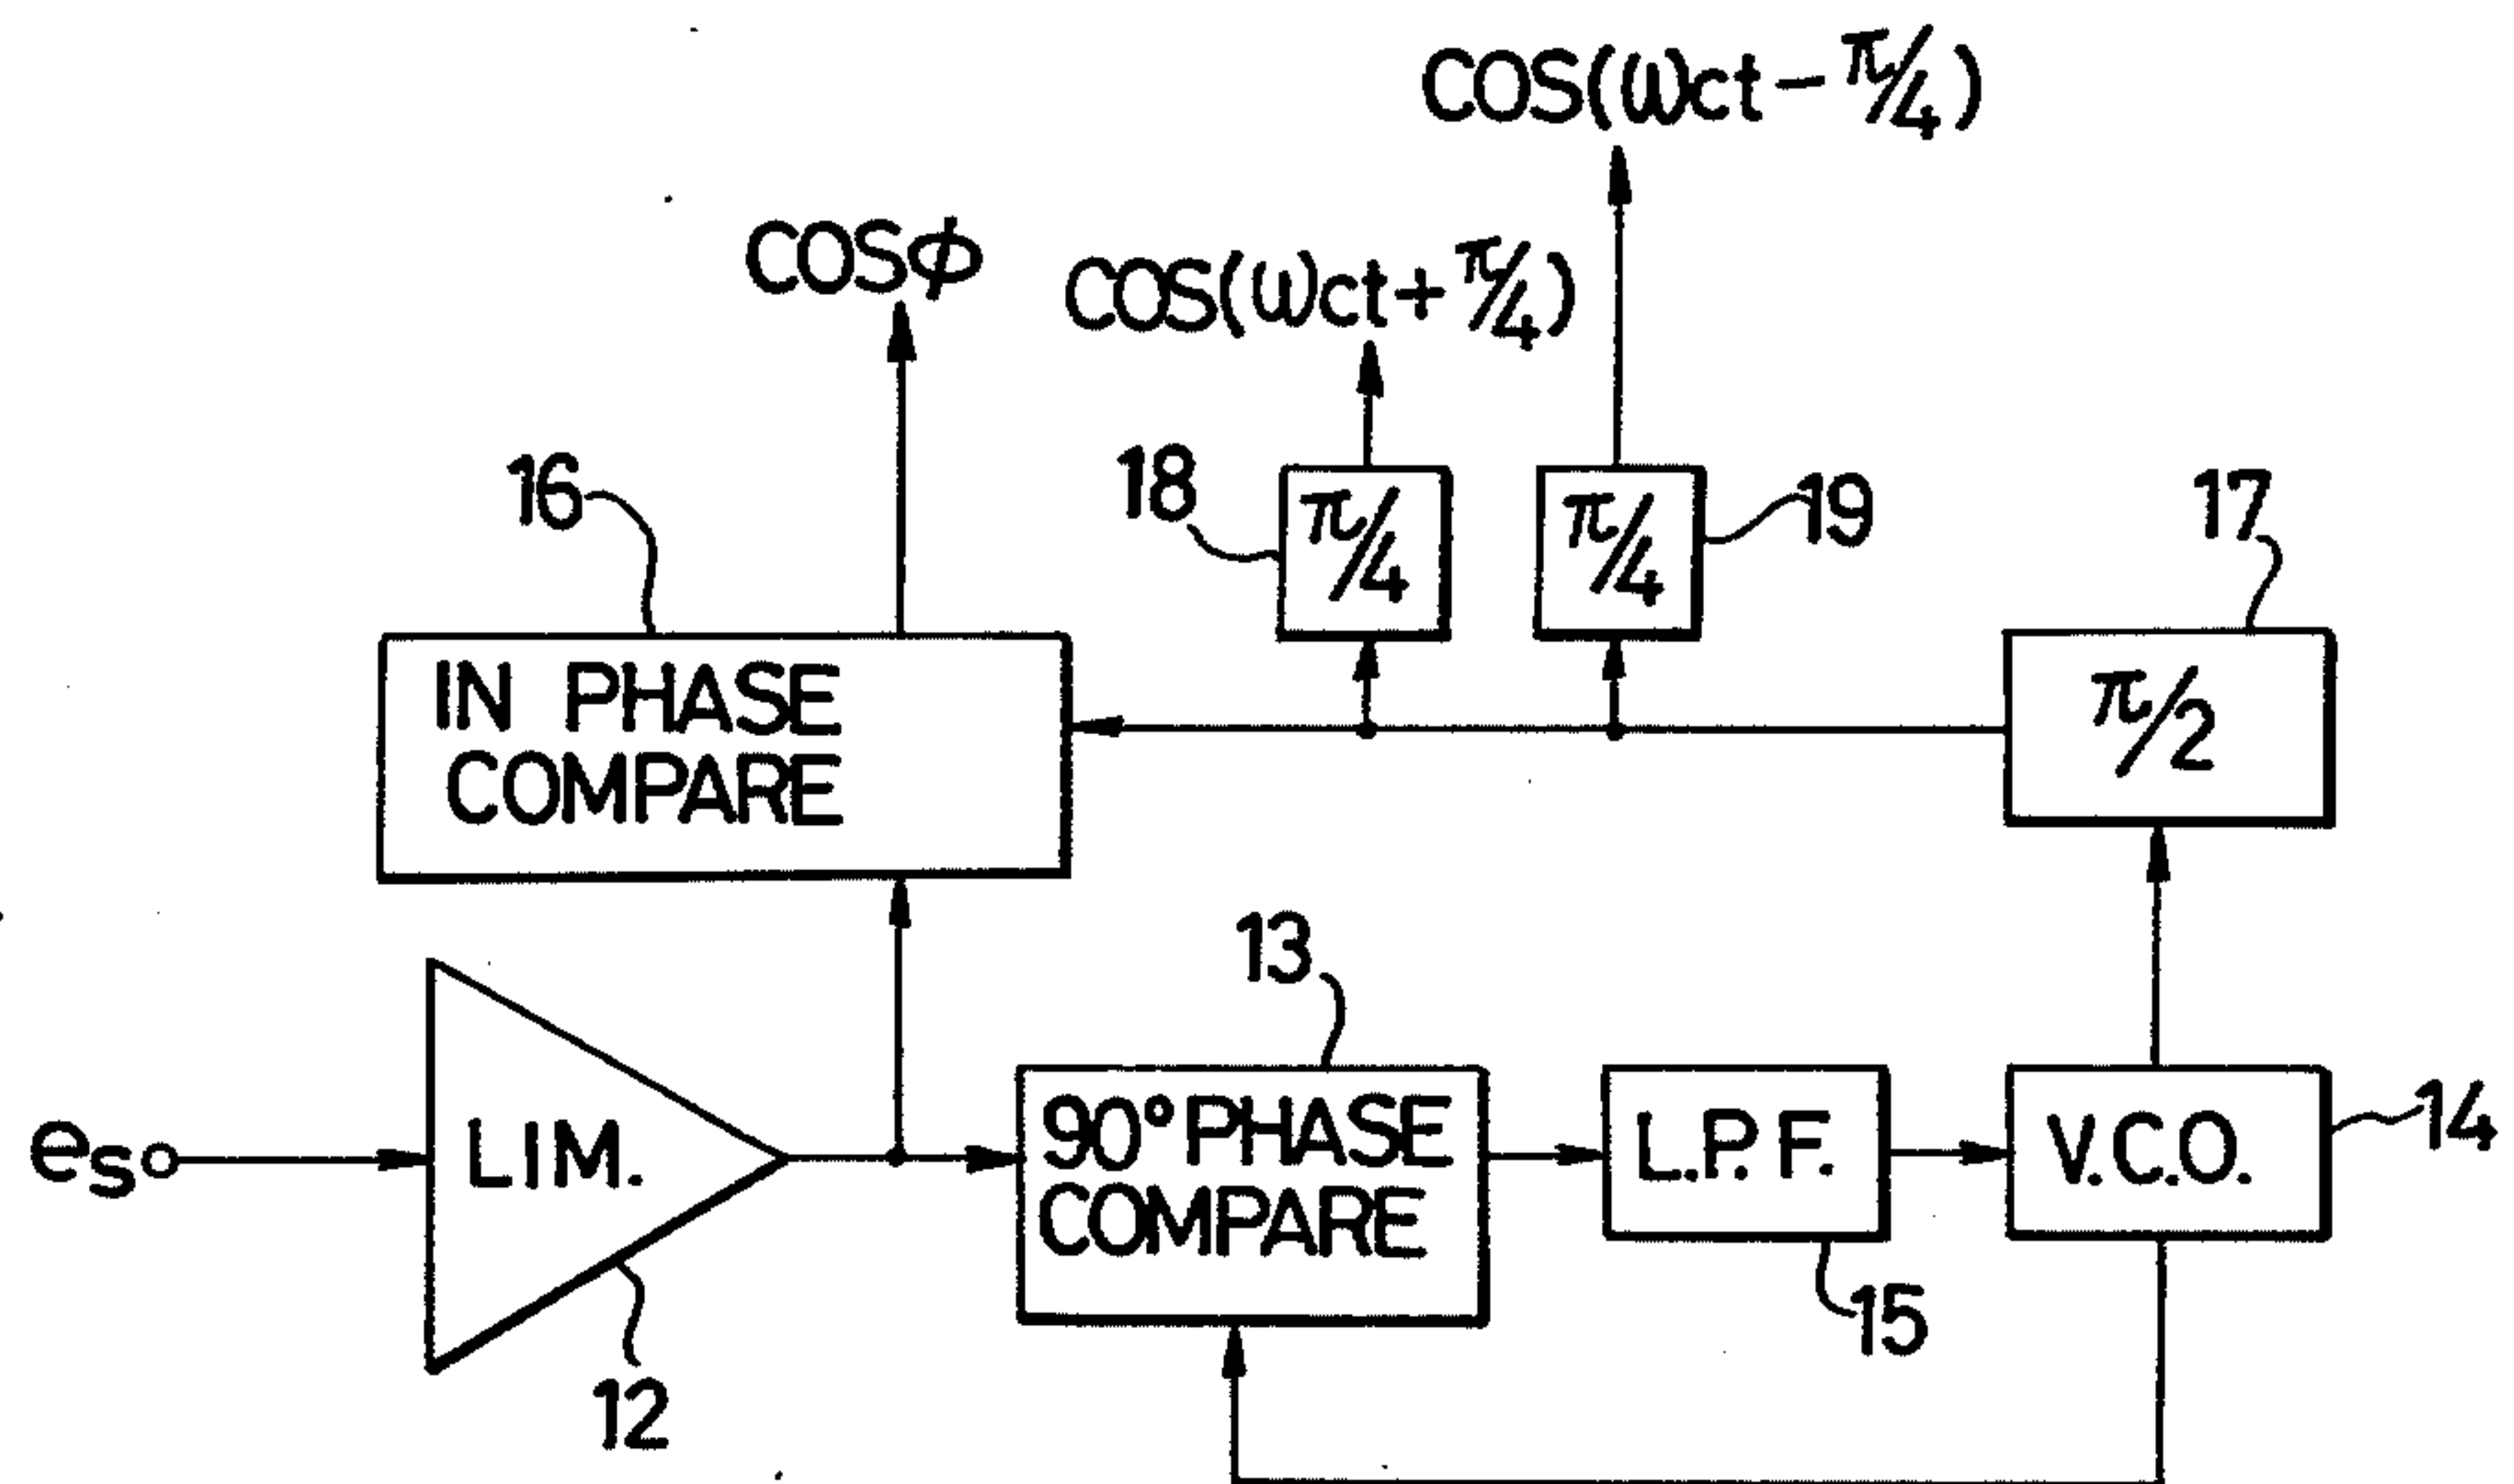 COS(ωct-π/4)
COSφ
COS(ωct+π/4)
16
18
π/4
π/4
19
17
IN PHASE
COMPARE
π/2
13
es
LIM.
90° PHASE
COMPARE
L.P.F.
V.C.O.
14
15
12